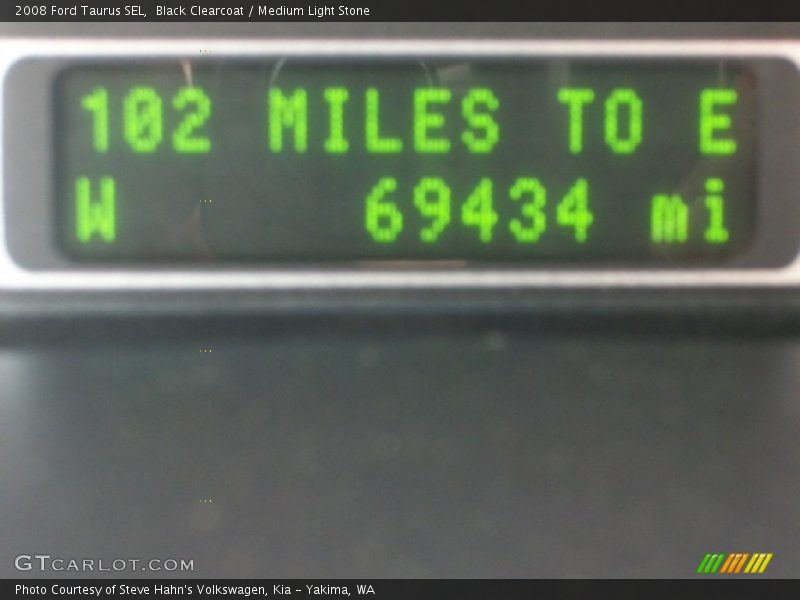 2008 Ford Taurus SEL, Black Clearcoat / Medium Light Stone
102 MILES TO E
W 69434 mi
GTCARLOT.COM
Photo Courtesy of Steve Hahn's Volkswagen, Kia - Yakima, WA